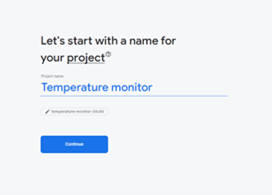 Let's start with a name for
your project?
Project name
Temperature monitor
Continue